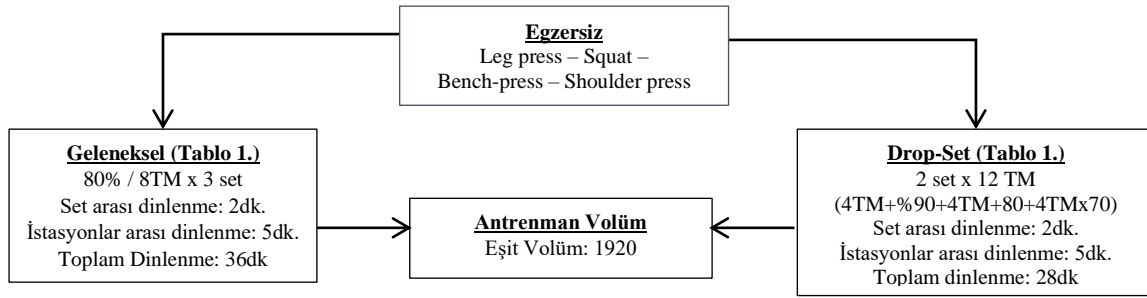 Egzersiz
Leg press – Squat –
Bench-press – Shoulder press
Geleneksel (Tablo 1.)
80% / 8TM x 3 set
Set arası dinlenme: 2dk.
İstasyonlar arası dinlenme: 5dk.
Toplam Dinlenme: 36dk
Antrenman Volüm
Eşit Volüm: 1920
Drop-Set (Tablo 1.)
2 set x 12 TM
(4TM+%90+4TM+80+4TMx70)
Set arası dinlenme: 2dk.
İstasyonlar arası dinlenme: 5dk.
Toplam dinlenme: 28dk